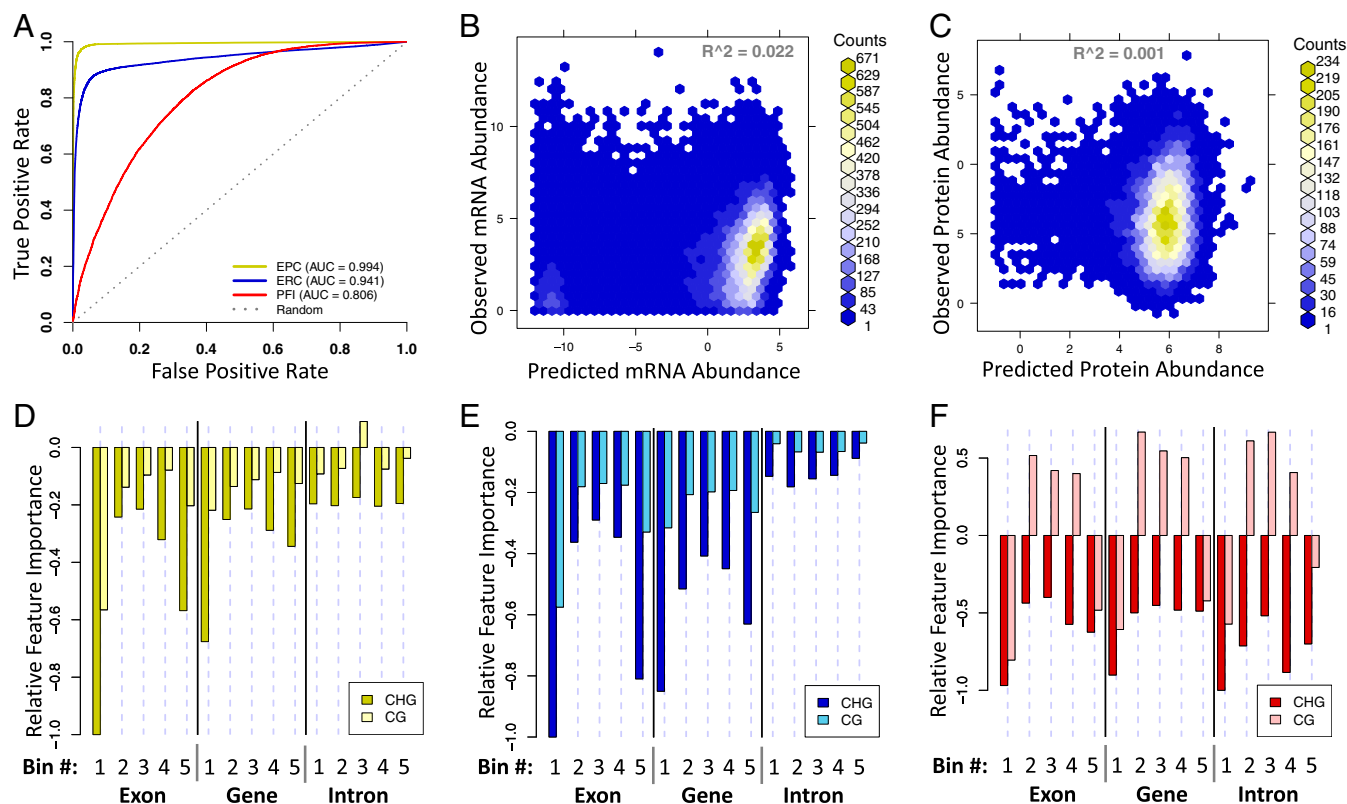 A
True Positive Rate
1.0
0.8
0.6
0.4
0.2
0.0
0.0 0.2 0.4 0.6 0.8 1.0
False Positive Rate
EPC (AUC = 0.994)
ERC (AUC = 0.941)
PFI (AUC = 0.806)
Random
B
Observed mRNA Abundance
R^2 = 0.022
10
5
0
−10 −5 0 5
Predicted mRNA Abundance
Counts
671
629
587
545
504
462
420
378
336
294
252
210
168
127
85
43
1
C
Observed Protein Abundance
R^2 = 0.001
5
0
5
0
0 2 4 6 8
Predicted Protein Abundance
Counts
234
219
205
190
176
161
147
132
118
103
88
74
59
45
30
16
1
D
Relative Feature Importance
0.0
−0.2
−0.4
−0.6
−0.8
−1.0
CHG
CG
Bin #: 1 2 3 4 5 1 2 3 4 5 1 2 3 4 5
Exon Gene Intron
E
Relative Feature Importance
0.0
−0.2
−0.4
−0.6
−0.8
−1.0
CHG
CG
Bin #: 1 2 3 4 5 1 2 3 4 5 1 2 3 4 5
Exon Gene Intron
F
Relative Feature Importance
0.5
0.0
−0.5
−1.0
CHG
CG
Bin #: 1 2 3 4 5 1 2 3 4 5 1 2 3 4 5
Exon Gene Intron